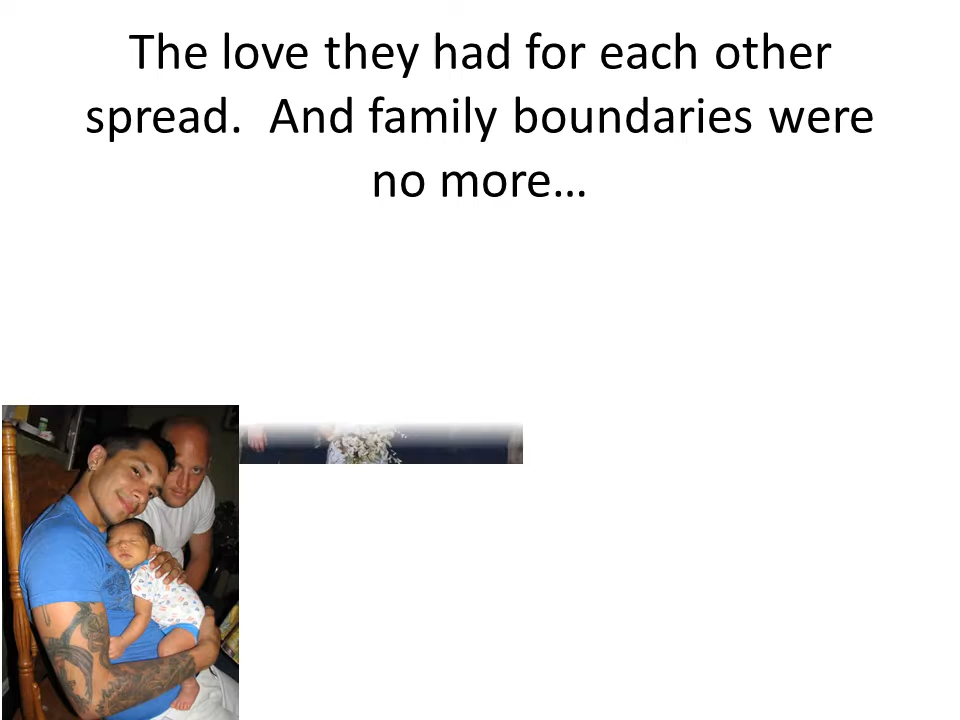 The love they had for each other
spread.  And family boundaries were
no more…